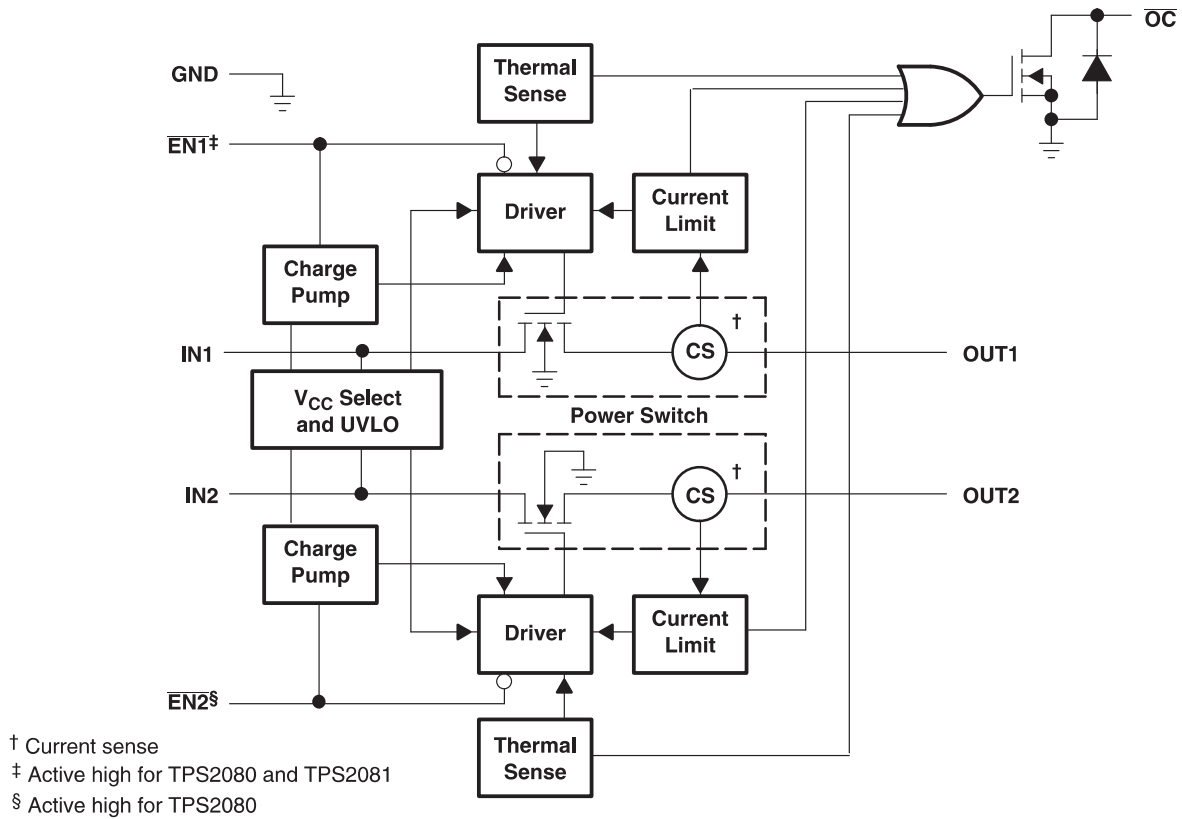 OC
GND
Thermal
Sense
EN1‡
Driver
Current
Limit
Charge
Pump
†
IN1
CS
OUT1
VCC Select
and UVLO
Power Switch
†
IN2
CS
OUT2
Charge
Pump
Driver
Current
Limit
EN2§
Thermal
Sense
† Current sense
‡ Active high for TPS2080 and TPS2081
§ Active high for TPS2080